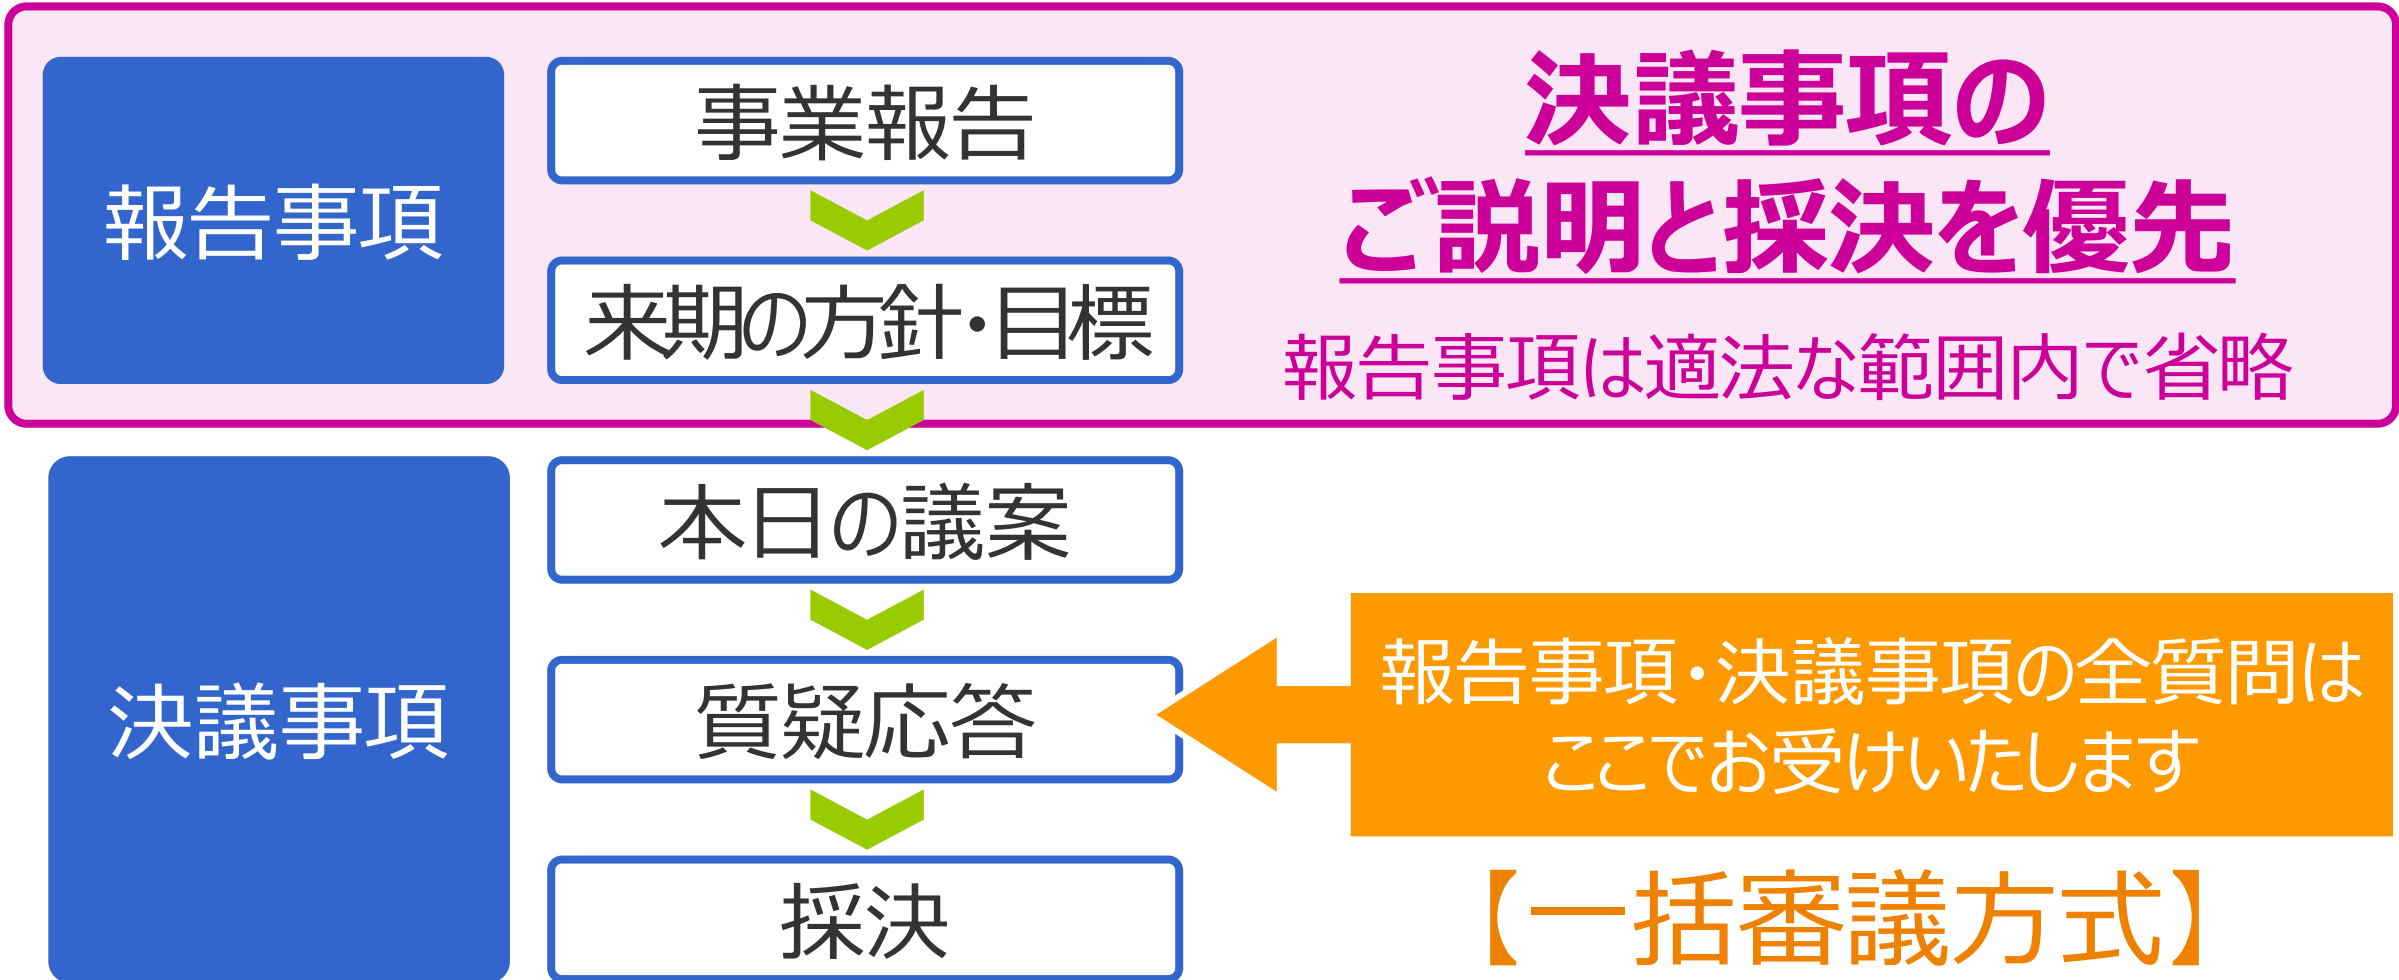 報告事項
事業報告
来期の方針・目標
決議事項の
ご説明と採決を優先
報告事項は適法な範囲内で省略
決議事項
本日の議案
質疑応答
採決
報告事項・決議事項の全質問は
ここでお受けいたします
【一括審議方式】